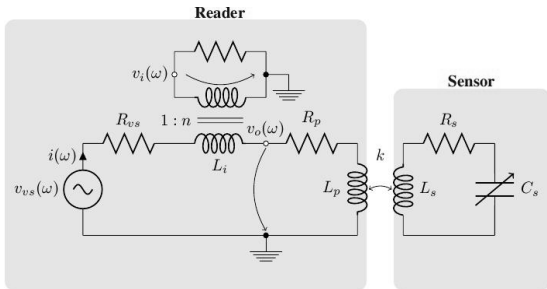 Reader
v_i(ω)
Sensor
1 : n
v_o(ω)
R_vs
R_p
R_s
i(ω)
L_i
k
v_vs(ω)
L_p
L_s
C_s